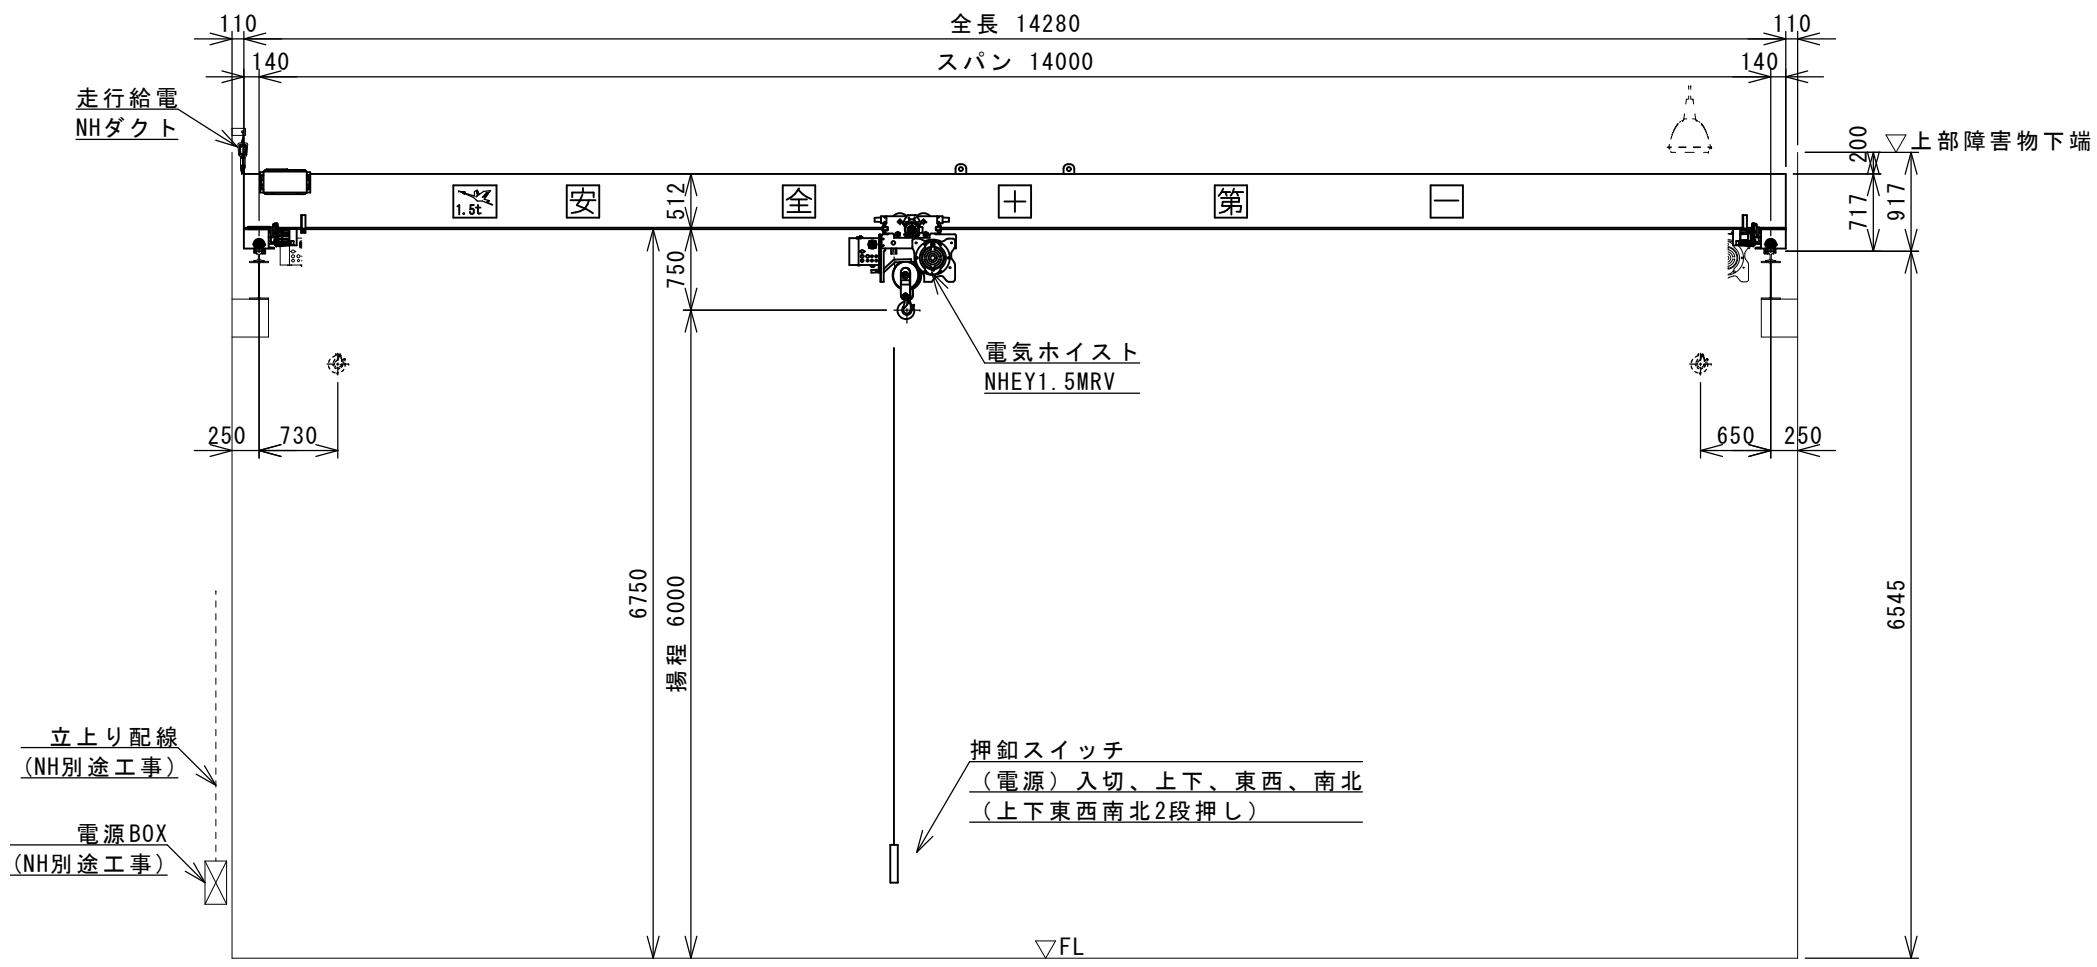 110
全長 14280
110
140
スパン 14000
140
走行給電
NHダクト
200
上部障害物下端
1.5t
安
全
十
第
一
512
717
917
750
電気ホイスト
NHEY1.5MRV
250
730
650
250
6750
揚程 6000
6545
立上り配線
(NH別途工事)
押釦スイッチ
（電源）入切、上下、東西、南北
（上下東西南北2段押し）
電源BOX
(NH別途工事)
FL